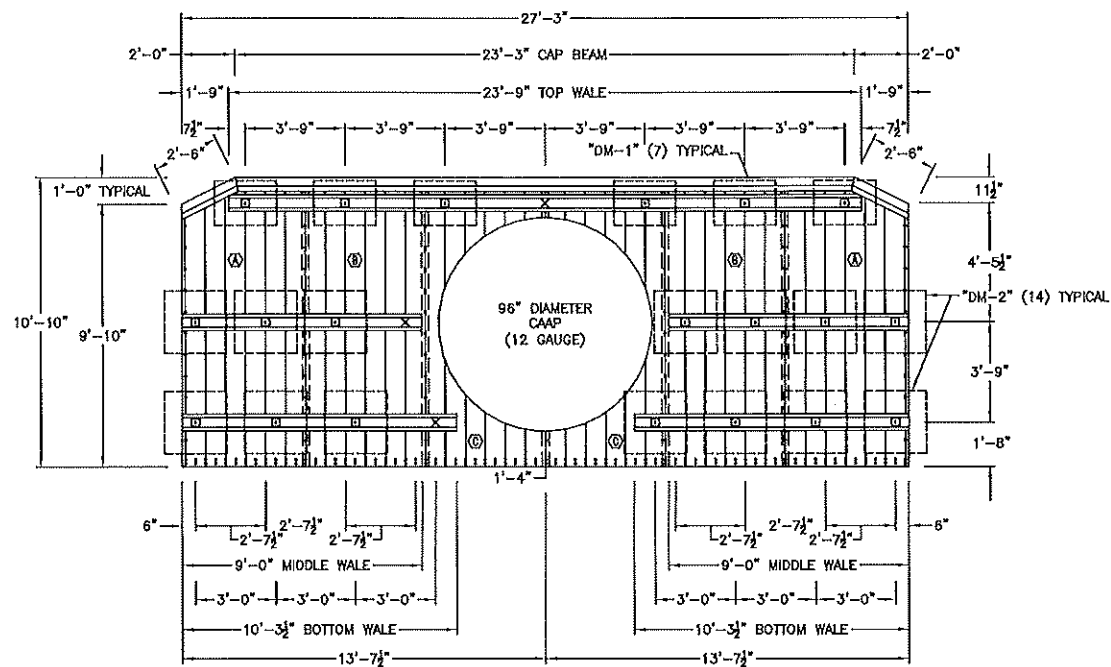 27'-3"
2'-0" 23'-3" CAP BEAM 2'-0"
1'-9" 23'-9" TOP WALE 1'-9"
7½" 3'-9" 3'-9" 3'-9" 3'-9" 3'-9" 3'-9" 7½"
2'-6" "DM-1" (7) TYPICAL 2'-6"
1'-0" TYPICAL 11½"
A B B A
4'-5½"
"DM-2" (14) TYPICAL
10'-10" 9'-10"
96" DIAMETER
CAAP
(12 GAUGE)
3'-9"
C C
1'-8"
1'-4"
6" 2'-7½" 2'-7½" 6"
2'-7½" 2'-7½" 2'-7½" 2'-7½"
9'-0" MIDDLE WALE 9'-0" MIDDLE WALE
3'-0" 3'-0" 3'-0" 3'-0" 3'-0" 3'-0"
10'-3½" BOTTOM WALE 10'-3½" BOTTOM WALE
13'-7½" 13'-7½"